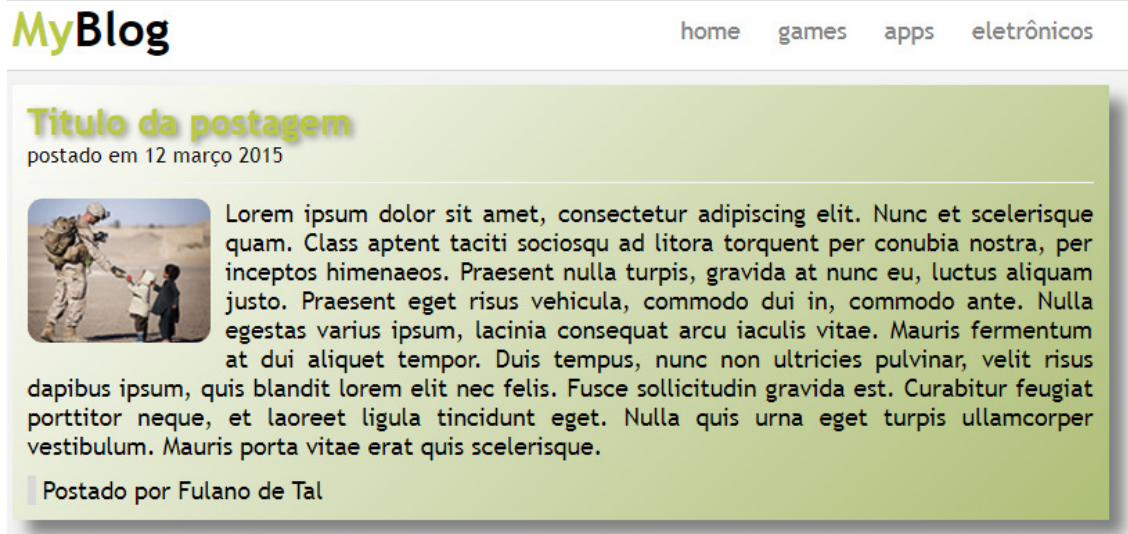 MyBlog
home games apps eletrônicos
Titulo da postagem
postado em 12 março 2015
Lorem ipsum dolor sit amet, consectetur adipiscing elit. Nunc et scelerisque
quam. Class aptent taciti sociosqu ad litora torquent per conubia nostra, per
inceptos himenaeos. Praesent nulla turpis, gravida at nunc eu, luctus aliquam
justo. Praesent eget risus vehicula, commodo dui in, commodo ante. Nulla
egestas varius ipsum, lacinia consequat arcu iaculis vitae. Mauris fermentum
at dui aliquet tempor. Duis tempus, nunc non ultricies pulvinar, velit risus
dapibus ipsum, quis blandit lorem elit nec felis. Fusce sollicitudin gravida est. Curabitur feugiat
porttitor neque, et laoreet ligula tincidunt eget. Nulla quis urna eget turpis ullamcorper
vestibulum. Mauris porta vitae erat quis scelerisque.
Postado por Fulano de Tal